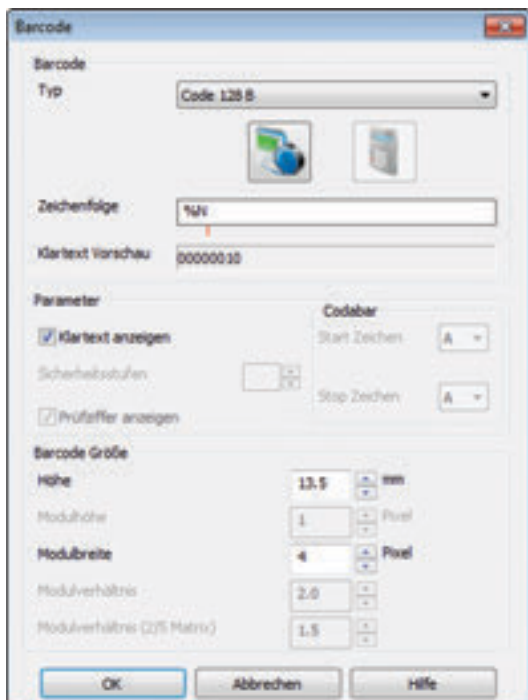 Barcode
Barcode
Typ
Code 128 B
Zeichenfolge
%N
Klartext Vorschau
00000010
Parameter
Klartext anzeigen
Sicherheitsstufen
Prüfziffer anzeigen
Codabar
Start Zeichen
A
Stop Zeichen
A
Barcode Größe
Höhe
13.5
mm
Modulhöhe
1
Pixel
Modulbreite
4
Pixel
Modulverhältnis
2.0
Modulverhältnis (2/5 Matrix)
1.5
OK
Abbrechen
Hilfe